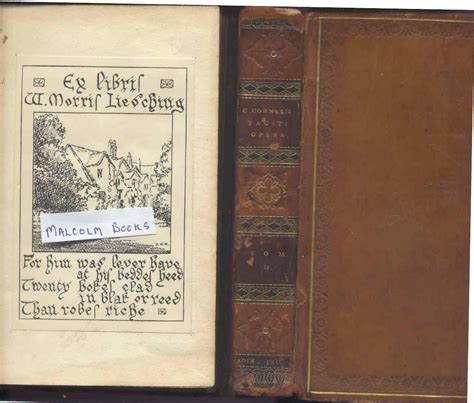 Ex libris
W. Morris Liesching
MALCOLM BOOKS
For him was lever have
at his beddes heed
Twenty bokes clad
in blak or reed
Than robes riche
C. CORNELII
TACITI
OPERA.